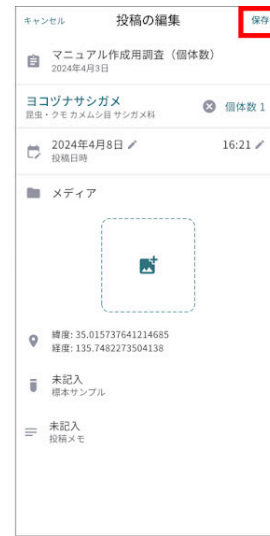 キャンセル 投稿の編集 保存
マニュアル作成用調査（個体数）
2024年4月3日
ヨコヅナサシガメ 個体数 1
昆虫・クモ カメムシ目 サシガメ科
2024年4月8日 16:21
投稿日時
メディア
緯度: 35.015737641214685
経度: 135.7482273504138
未記入
標本サンプル
未記入
投稿メモ